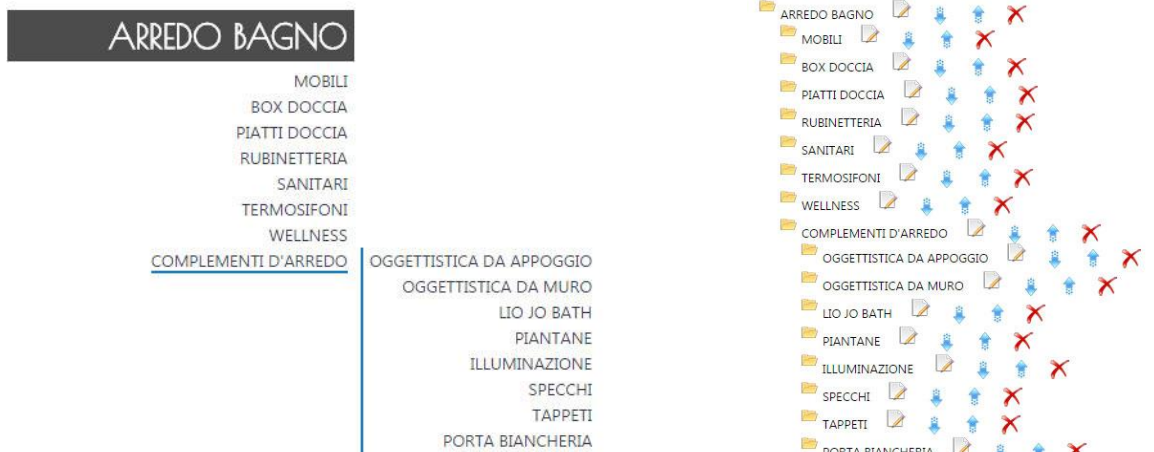 ARREDO BAGNO
MOBILI
BOX DOCCIA
PIATTI DOCCIA
RUBINETTERIA
SANITARI
TERMOSIFONI
WELLNESS
COMPLEMENTI D'ARREDO
OGGETTISTICA DA APPOGGIO
OGGETTISTICA DA MURO
LIO JO BATH
PIANTANE
ILLUMINAZIONE
SPECCHI
TAPPETI
PORTA BIANCHERIA
ARREDO BAGNO
MOBILI
BOX DOCCIA
PIATTI DOCCIA
RUBINETTERIA
SANITARI
TERMOSIFONI
WELLNESS
COMPLEMENTI D'ARREDO
OGGETTISTICA DA APPOGGIO
OGGETTISTICA DA MURO
LIO JO BATH
PIANTANE
ILLUMINAZIONE
SPECCHI
TAPPETI
PORTA BIANCHERIA